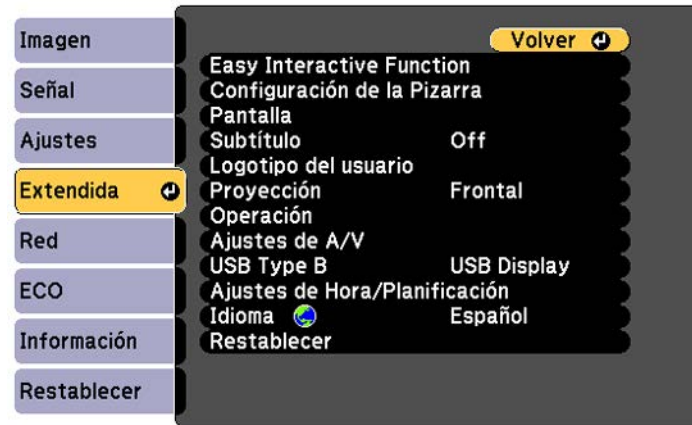 Imagen
Señal
Ajustes
Extendida
Red
ECO
Información
Restablecer
Volver
Easy Interactive Function
Configuración de la Pizarra
Pantalla
Subtítulo Off
Logotipo del usuario
Proyección Frontal
Operación
Ajustes de A/V
USB Type B USB Display
Ajustes de Hora/Planificación
Idioma Español
Restablecer